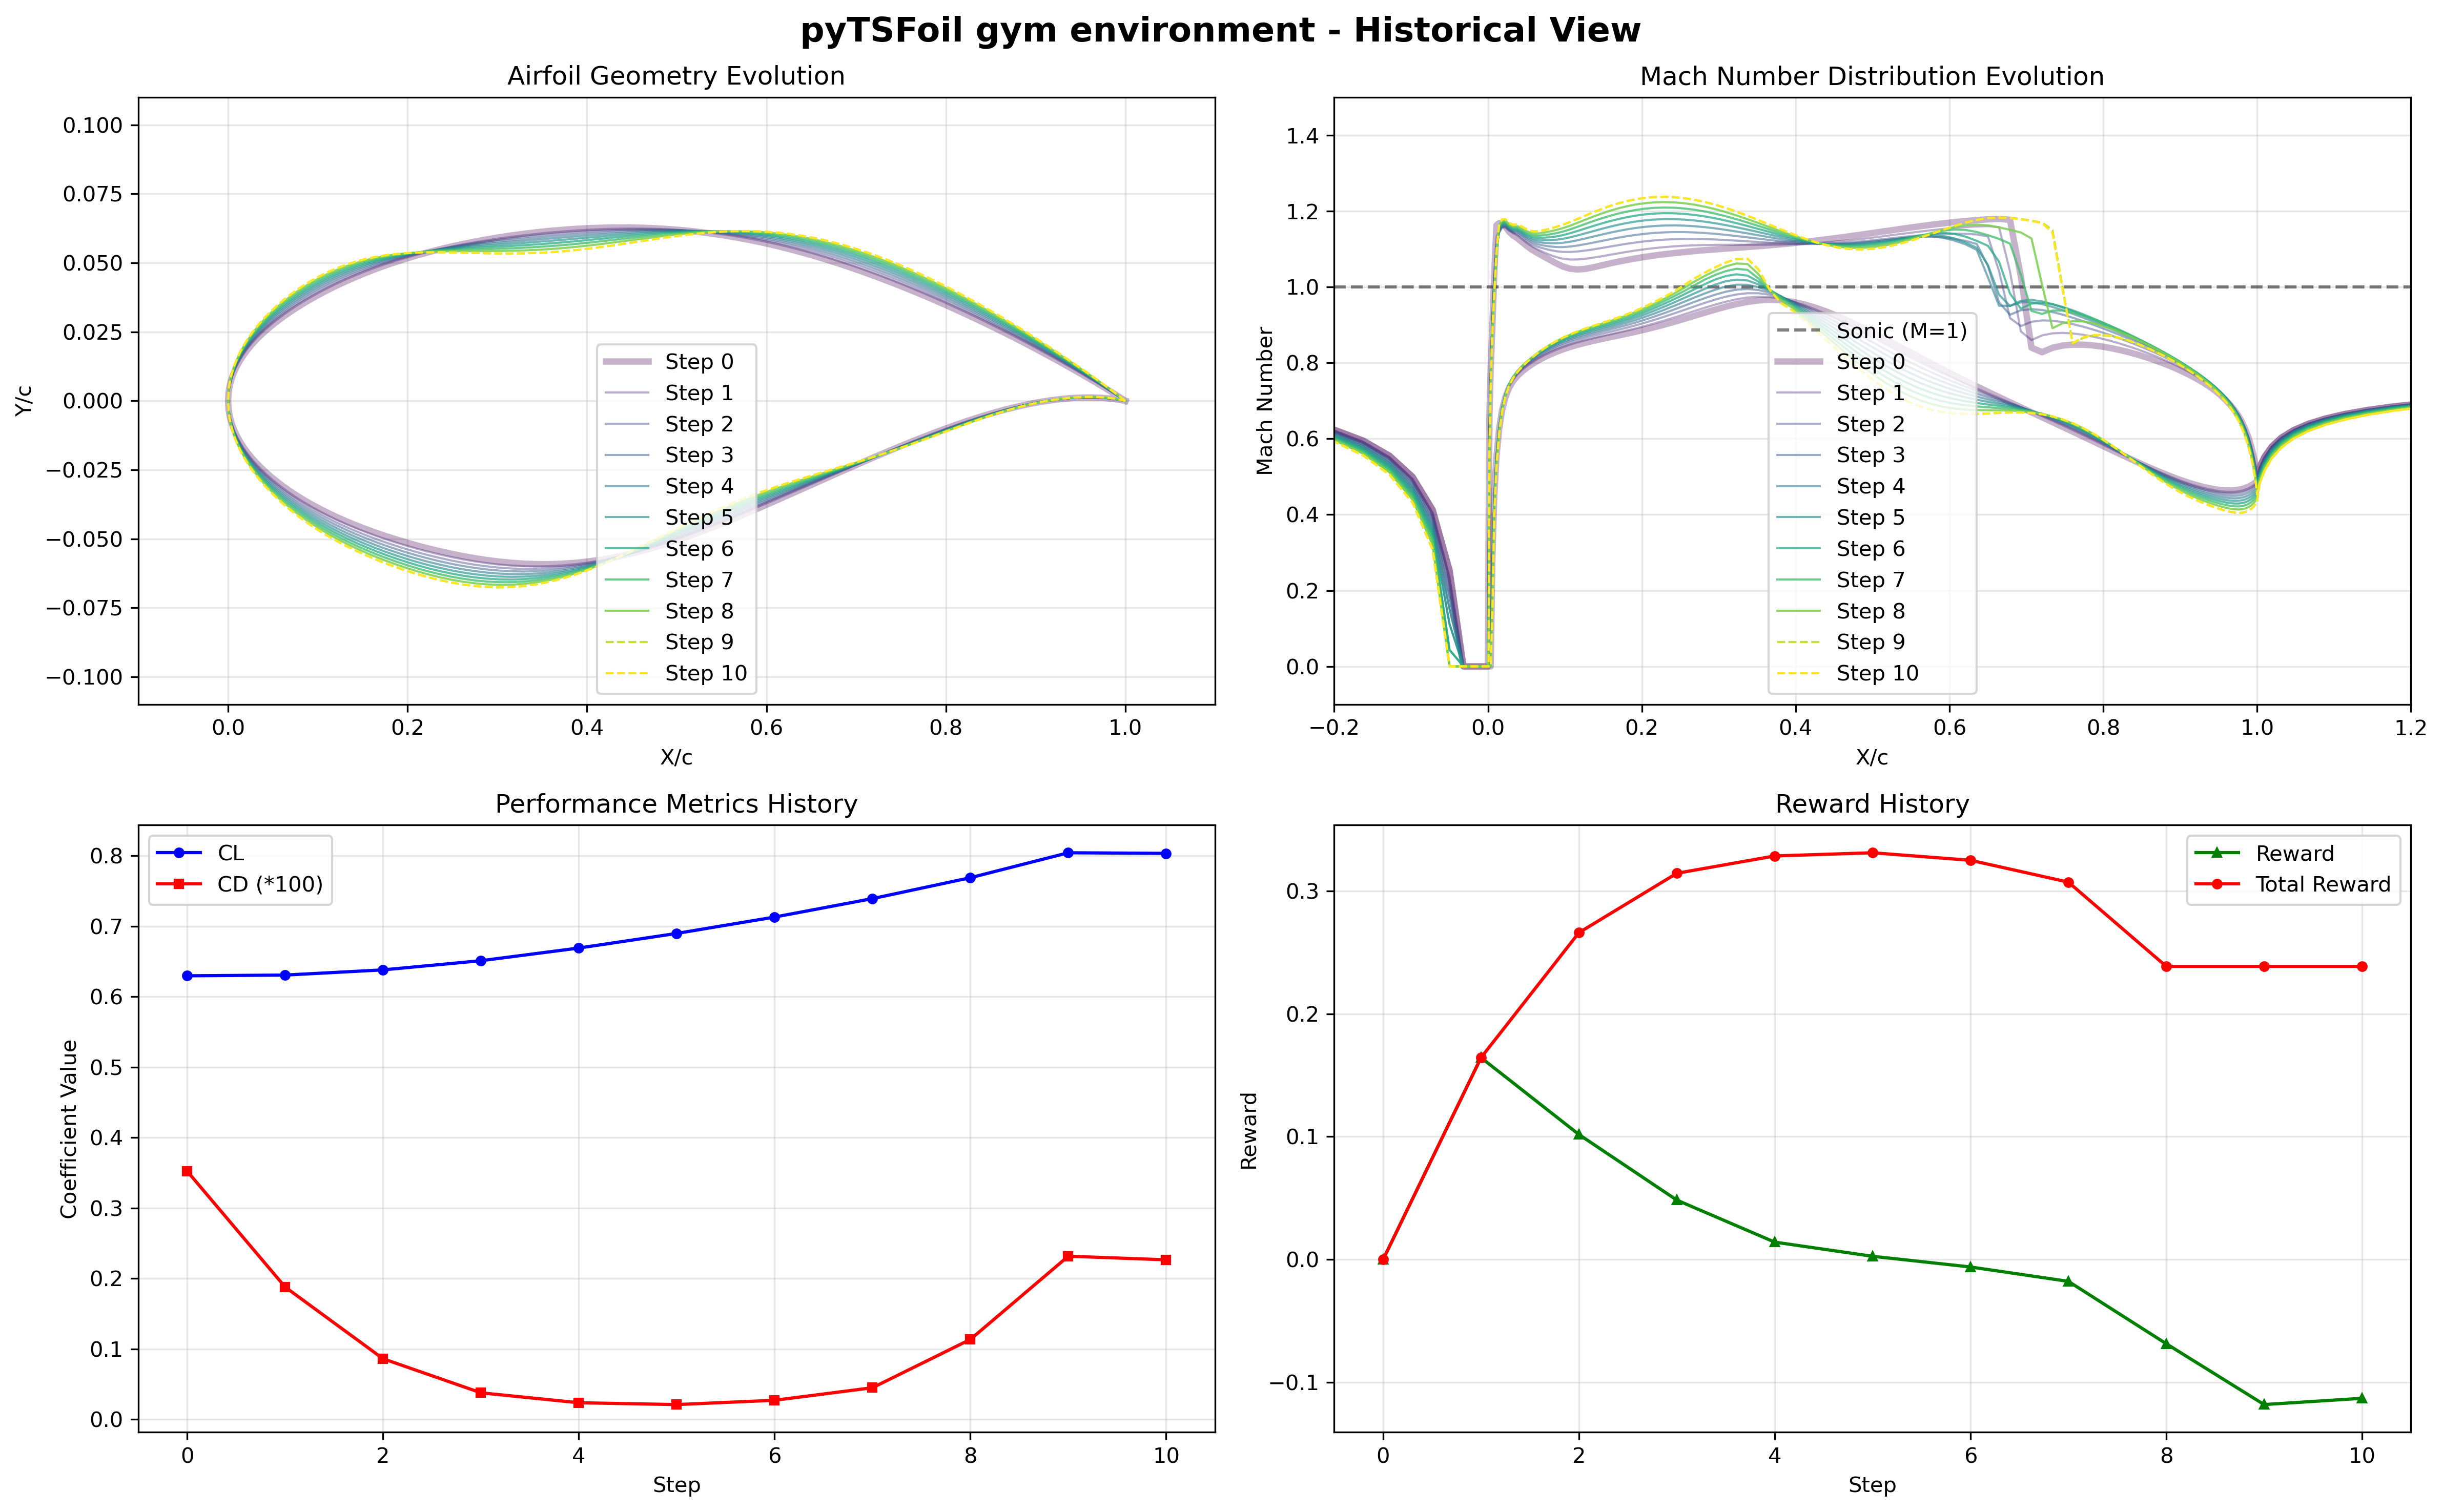 pyTSFoil gym environment - Historical View
Airfoil Geometry Evolution
0.100
0.075
0.050
0.025
0.000
−0.025
−0.050
−0.075
−0.100
Y/c
Step 0
Step 1
Step 2
Step 3
Step 4
Step 5
Step 6
Step 7
Step 8
Step 9
Step 10
0.0 0.2 0.4 0.6 0.8 1.0
X/c
Mach Number Distribution Evolution
1.4
1.2
1.0
0.8
0.6
0.4
0.2
0.0
Mach Number
Sonic (M=1)
Step 0
Step 1
Step 2
Step 3
Step 4
Step 5
Step 6
Step 7
Step 8
Step 9
Step 10
−0.2 0.0 0.2 0.4 0.6 0.8 1.0 1.2
X/c
Performance Metrics History
0.8
0.7
0.6
0.5
0.4
0.3
0.2
0.1
0.0
Coefficient Value
CL
CD (*100)
0 2 4 6 8 10
Step
Reward History
0.3
0.2
0.1
0.0
−0.1
Reward
Reward
Total Reward
0 2 4 6 8 10
Step